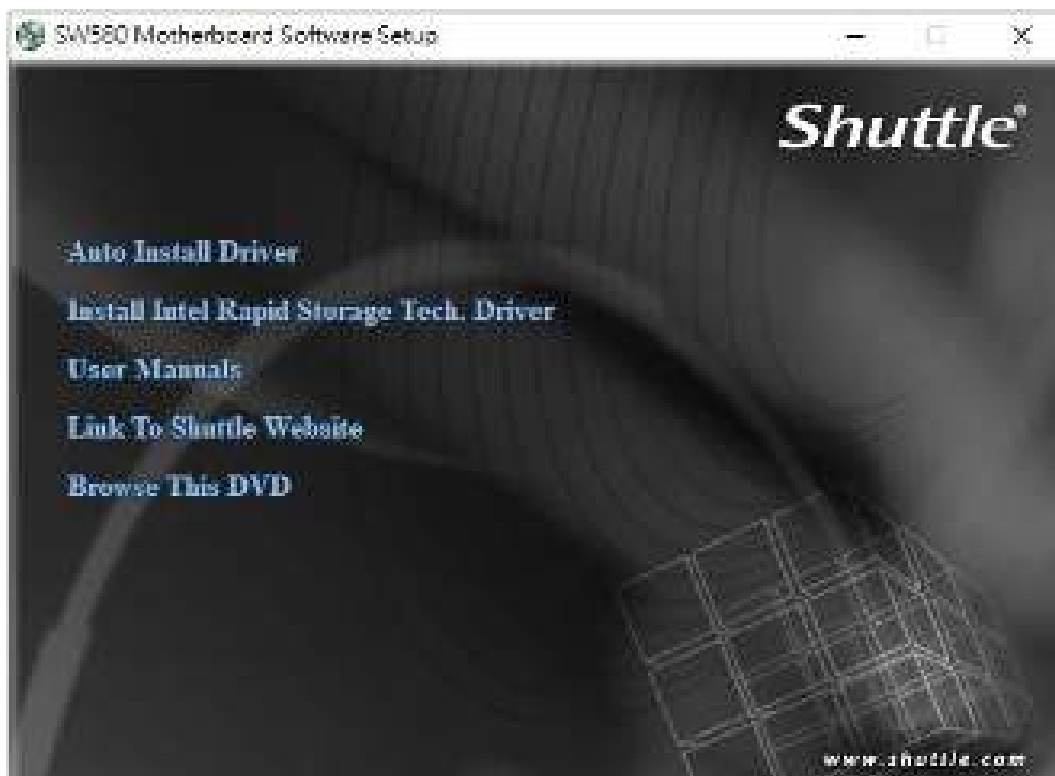 SW580 Motherboard Software Setup
Shuttle®
Auto Install Driver
Install Intel Rapid Storage Tech. Driver
User Manuals
Link To Shuttle Website
Browse This DVD
www.shuttle.com